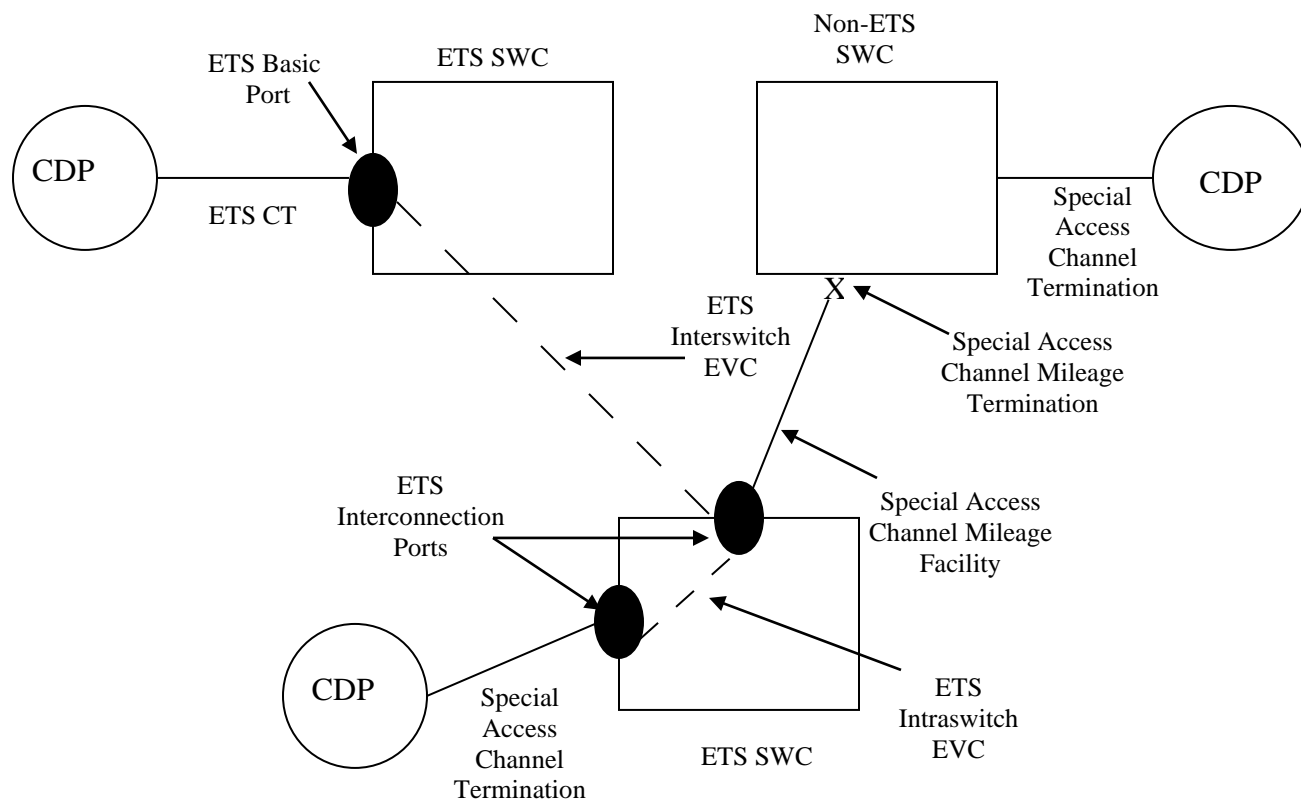 Non-ETS
SWC
ETS SWC
ETS Basic
Port
CDP
CDP
ETS CT
Special
Access
Channel
Termination
X
ETS
Interswitch
EVC
Special Access
Channel Mileage
Termination
ETS
Interconnection
Ports
Special Access
Channel Mileage
Facility
CDP
Special
Access
Channel
Termination
ETS
Intraswitch
EVC
ETS SWC